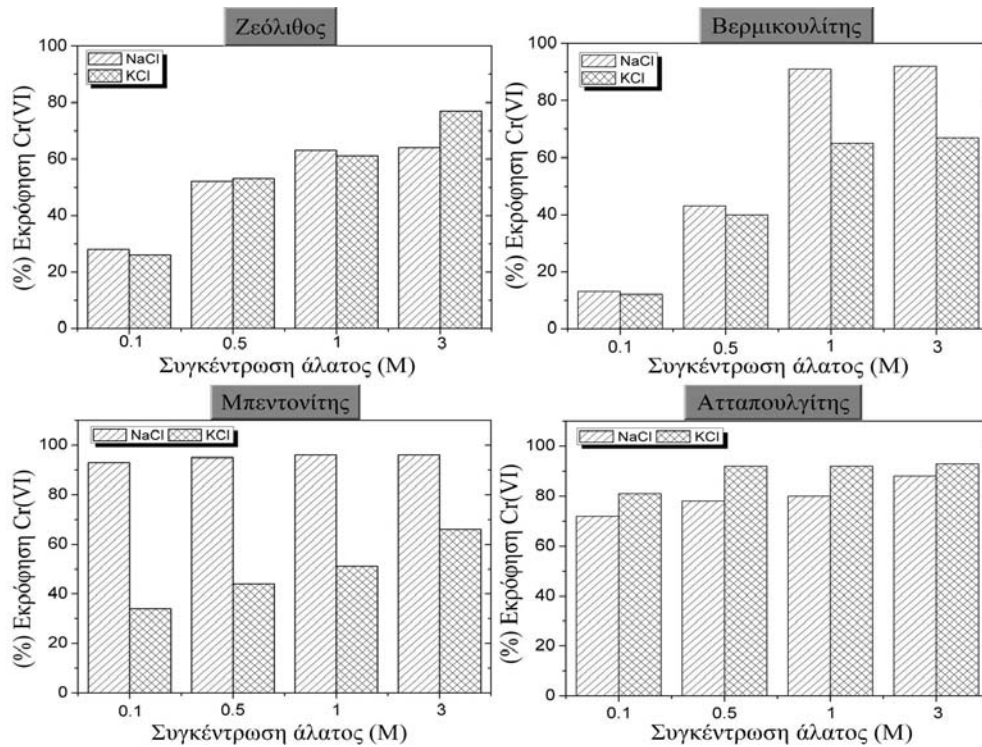 Ζεόλιθος
(%) Εκρόφηση Cr(VI)
100
80
60
40
20
0
NaCl
KCl
0.1 0.5 1 3
Συγκέντρωση άλατος (M)
Βερμικουλίτης
(%) Εκρόφηση Cr(VI)
100
80
60
40
20
0
NaCl
KCl
0.1 0.5 1 3
Συγκέντρωση άλατος (M)
Μπεντονίτης
(%) Εκρόφηση Cr(VI)
100
80
60
40
20
0
NaCl KCl
0.1 0.5 1 3
Συγκέντρωση άλατος (M)
Ατταπουλγίτης
(%) Εκρόφηση Cr(VI)
100
80
60
40
20
0
NaCl KCl
0.1 0.5 1 3
Συγκέντρωση άλατος (M)